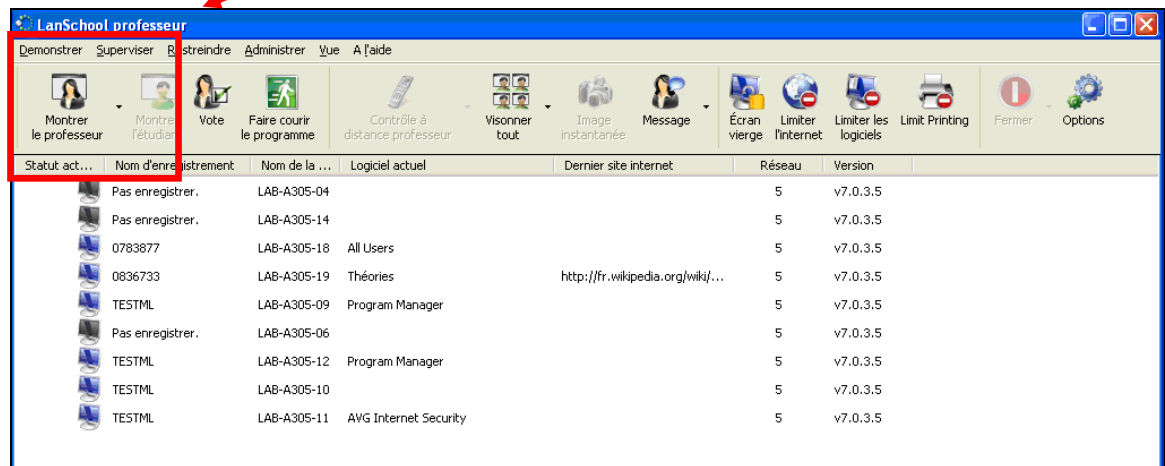 LanSchool professeur
Demonstrer Superviser Restreindre Administrer Vue A l'aide
Montrer le professeur
Montrer l'étudiant
Vote
Faire courir le programme
Contrôle à distance professeur
Visonner tout
Image instantanée
Message
Écran vierge
Limiter l'internet
Limiter les logiciels
Limit Printing
Fermer
Options
Statut act... Nom d'enregistrement Nom de la ... Logiciel actuel Dernier site internet Réseau Version
Pas enregistrer. LAB-A305-04 5 v7.0.3.5
Pas enregistrer. LAB-A305-14 5 v7.0.3.5
0783877 LAB-A305-18 All Users 5 v7.0.3.5
0836733 LAB-A305-19 Théories http://fr.wikipedia.org/wiki/... 5 v7.0.3.5
TESTML LAB-A305-09 Program Manager 5 v7.0.3.5
Pas enregistrer. LAB-A305-06 5 v7.0.3.5
TESTML LAB-A305-12 Program Manager 5 v7.0.3.5
TESTML LAB-A305-10 5 v7.0.3.5
TESTML LAB-A305-11 AVG Internet Security 5 v7.0.3.5